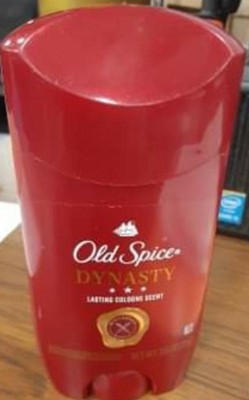 Old Spice
DYNASTY
LASTING COLOGNE SCENT